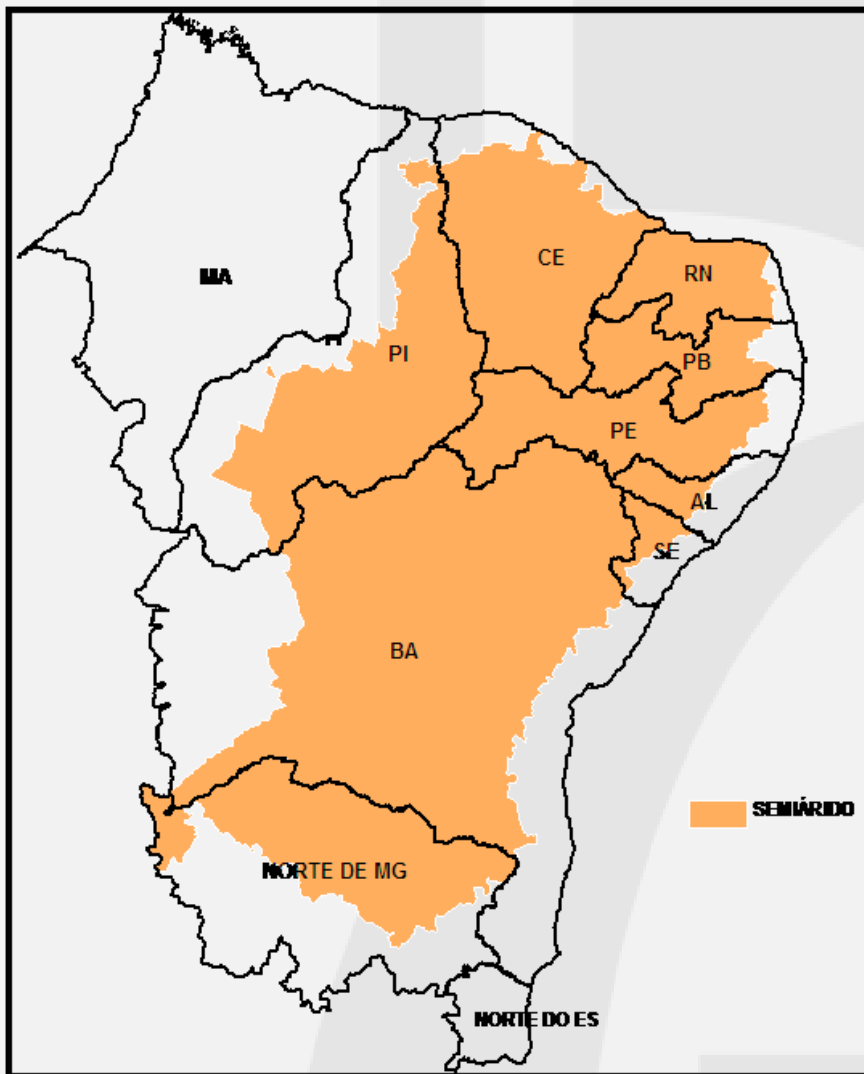 CE
RN
MA
PI
PB
PE
AL
SE
BA
SEMIÁRIDO
NORTE DE MG
NORTE DO ES